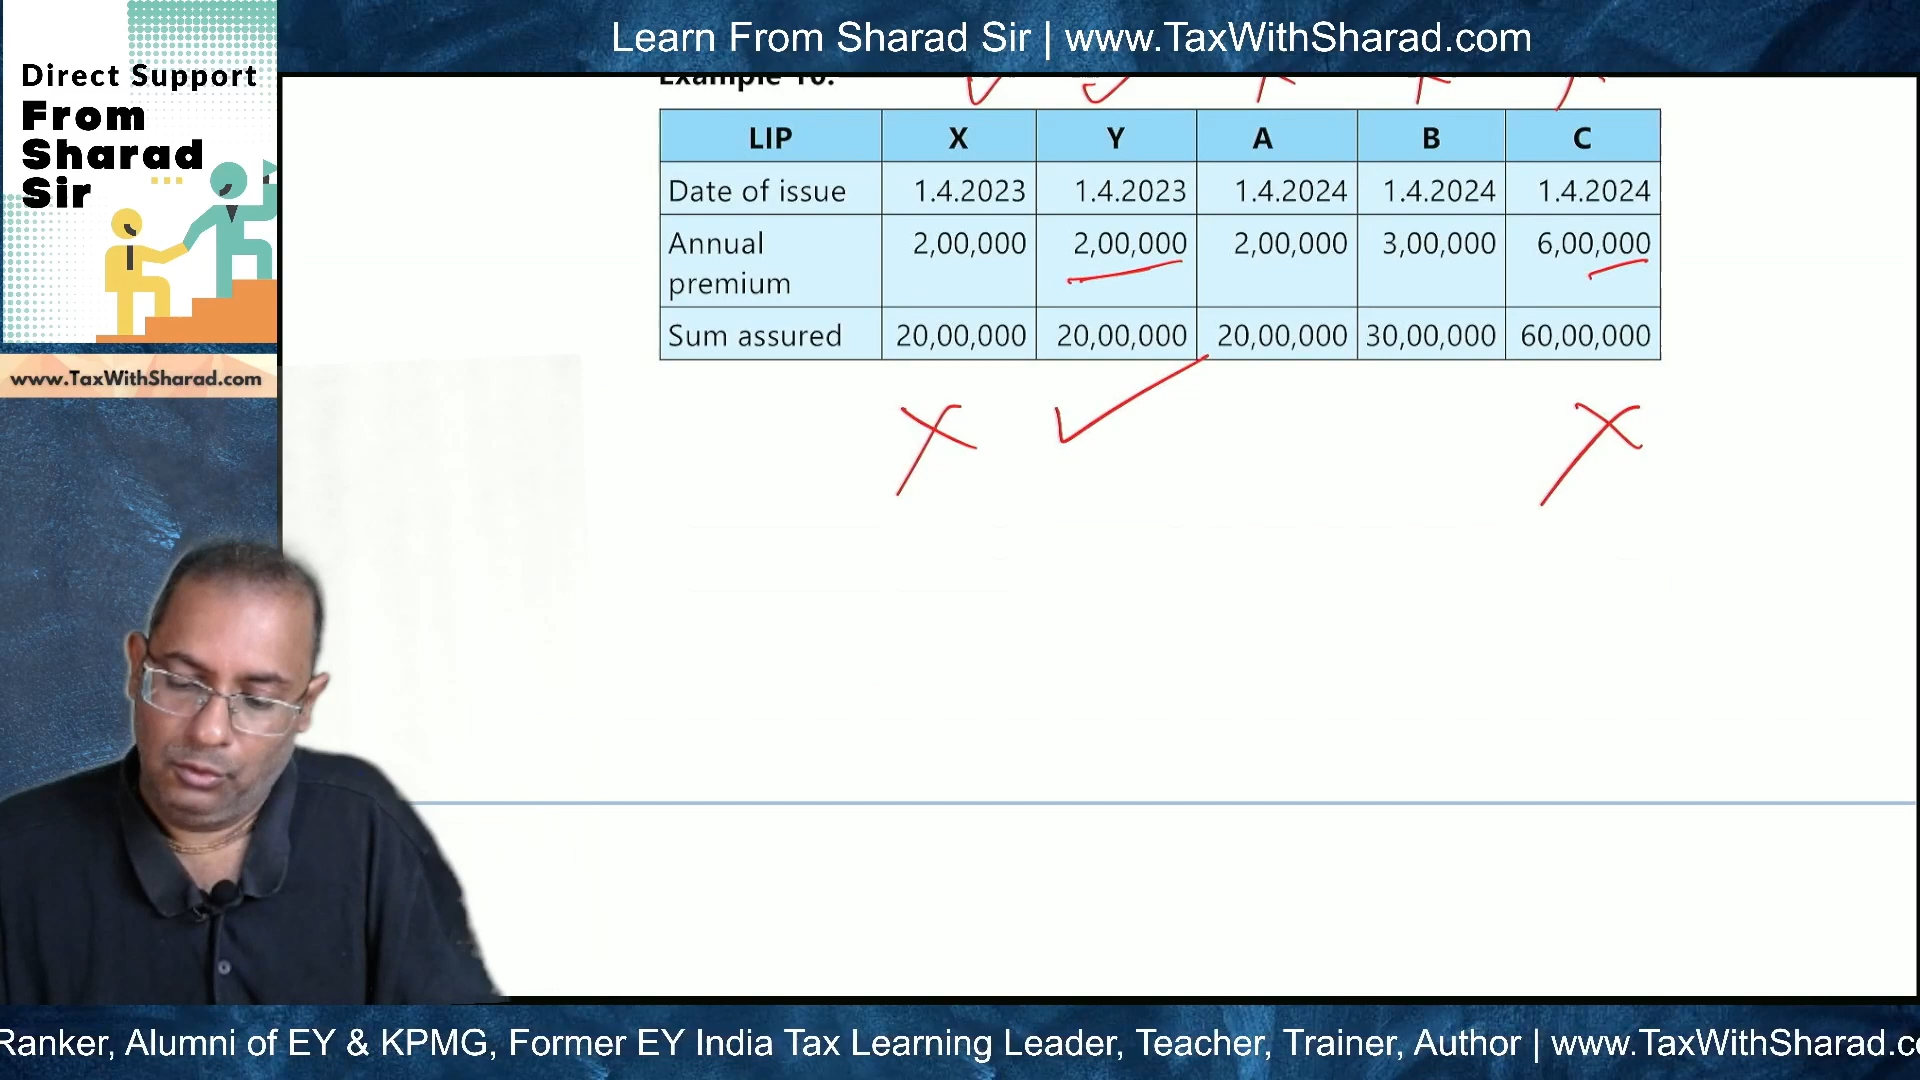 Learn From Sharad Sir | www.TaxWithSharad.com
Direct Support
From
Sharad
Sir
www.TaxWithSharad.com
Example 10:
LIP X Y A B C
Date of issue 1.4.2023 1.4.2023 1.4.2024 1.4.2024 1.4.2024
Annual premium 2,00,000 2,00,000 2,00,000 3,00,000 6,00,000
Sum assured 20,00,000 20,00,000 20,00,000 30,00,000 60,00,000
Ranker, Alumni of EY & KPMG, Former EY India Tax Learning Leader, Teacher, Trainer, Author | www.TaxWithSharad.co